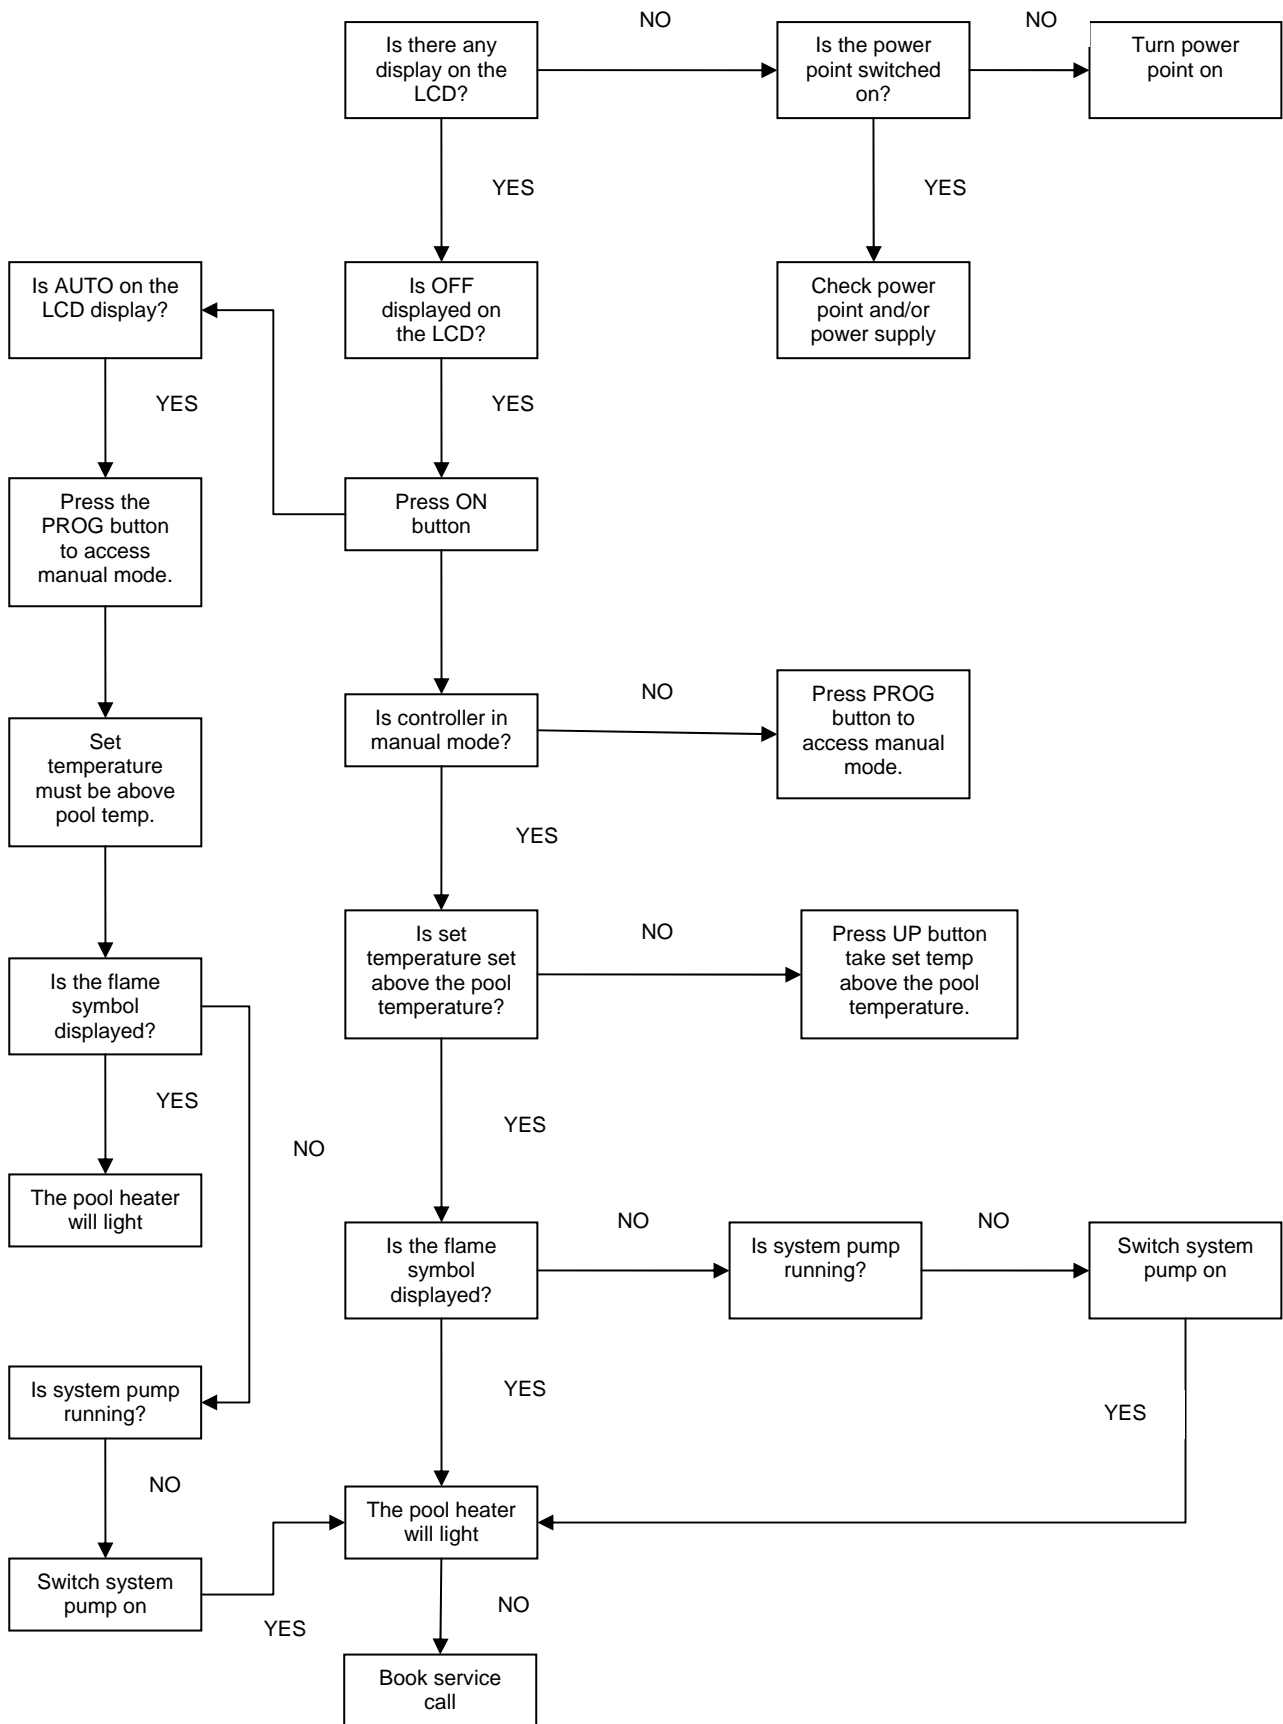 NO
NO
Is there any
display on the
LCD?
Is the power
point switched
on?
Turn power
point on
YES
YES
Is AUTO on the
LCD display?
Is OFF
displayed on
the LCD?
Check power
point and/or
power supply
YES
YES
Press the
PROG button
to access
manual mode.
Press ON
button
Set
temperature
must be above
pool temp.
Is controller in
manual mode?
NO
Press PROG
button to
access manual
mode.
YES
Is the flame
symbol
displayed?
Is set
temperature set
above the pool
temperature?
NO
Press UP button
take set temp
above the pool
temperature.
YES
YES
NO
The pool heater
will light
Is the flame
symbol
displayed?
NO
Is system pump
running?
NO
Switch system
pump on
Is system pump
running?
YES
YES
NO
The pool heater
will light
Switch system
pump on
YES
NO
Book service
call